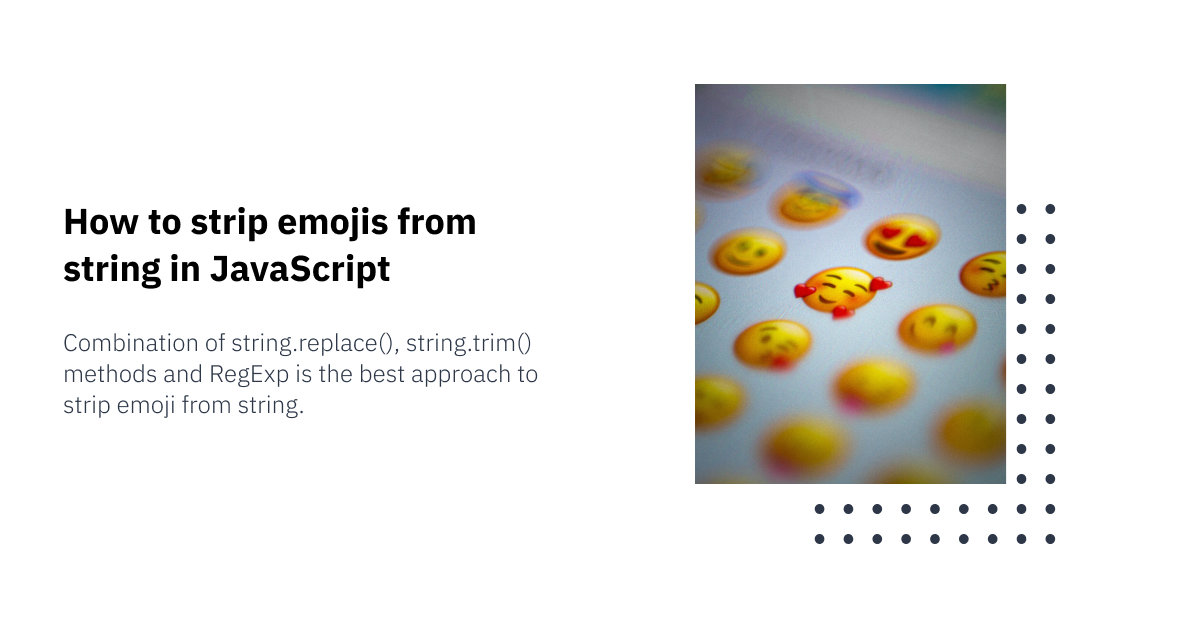 How to strip emojis from
string in JavaScript
Combination of string.replace(), string.trim()
methods and RegExp is the best approach to
strip emoji from string.